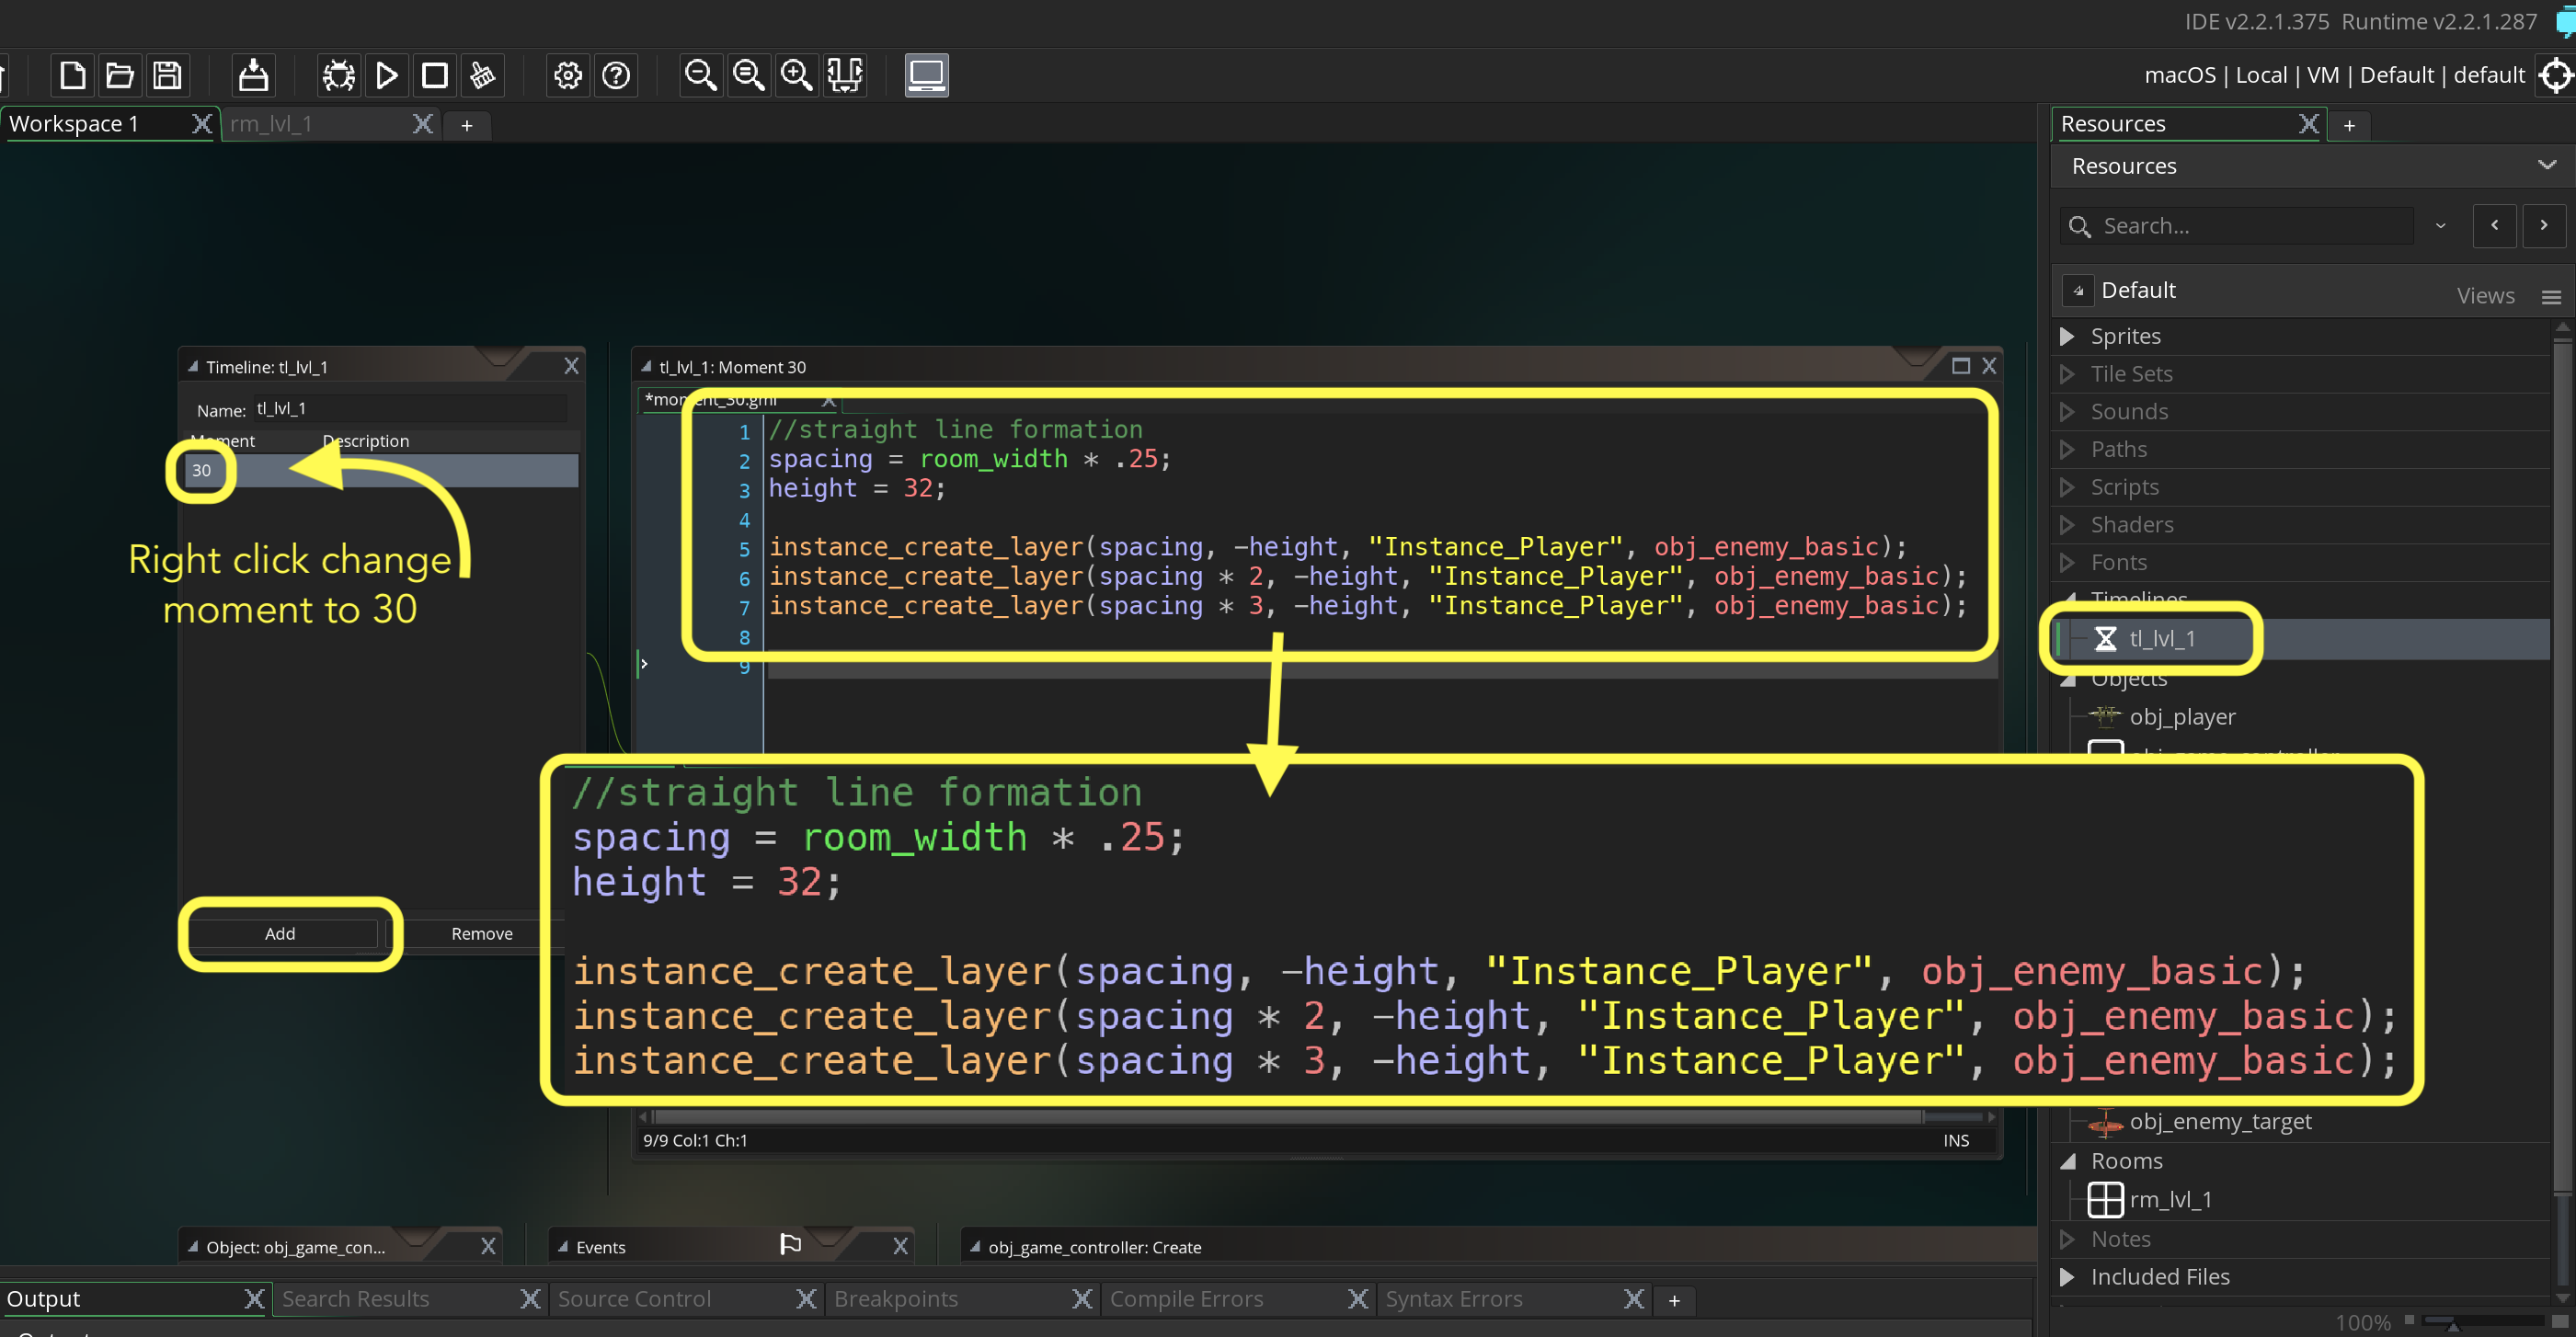 IDE v2.2.1.375 Runtime v2.2.1.287
macOS | Local | VM | Default | default
Workspace 1
rm_lvl_1
+
Resources
+
Resources
Search...
Default
Views
Sprites
Tile Sets
Sounds
Paths
Scripts
Shaders
Fonts
Timelines
tl_lvl_1
Objects
obj_player
obj_game_controller
obj_enemy_target
Rooms
rm_lvl_1
Notes
Included Files
100%
Timeline: tl_lvl_1
Name: tl_lvl_1
Moment Description
30
Right click change
moment to 30
Add
Remove
tl_lvl_1: Moment 30
*moment_30.gml
1 //straight line formation
2 spacing = room_width * .25;
3 height = 32;
4
5 instance_create_layer(spacing, -height, "Instance_Player", obj_enemy_basic);
6 instance_create_layer(spacing * 2, -height, "Instance_Player", obj_enemy_basic);
7 instance_create_layer(spacing * 3, -height, "Instance_Player", obj_enemy_basic);
8
9
//straight line formation
spacing = room_width * .25;
height = 32;
instance_create_layer(spacing, -height, "Instance_Player", obj_enemy_basic);
instance_create_layer(spacing * 2, -height, "Instance_Player", obj_enemy_basic);
instance_create_layer(spacing * 3, -height, "Instance_Player", obj_enemy_basic);
9/9 Col:1 Ch:1
INS
Object: obj_game_con...
Events
obj_game_controller: Create
Output
Search Results
Source Control
Breakpoints
Compile Errors
Syntax Errors
+